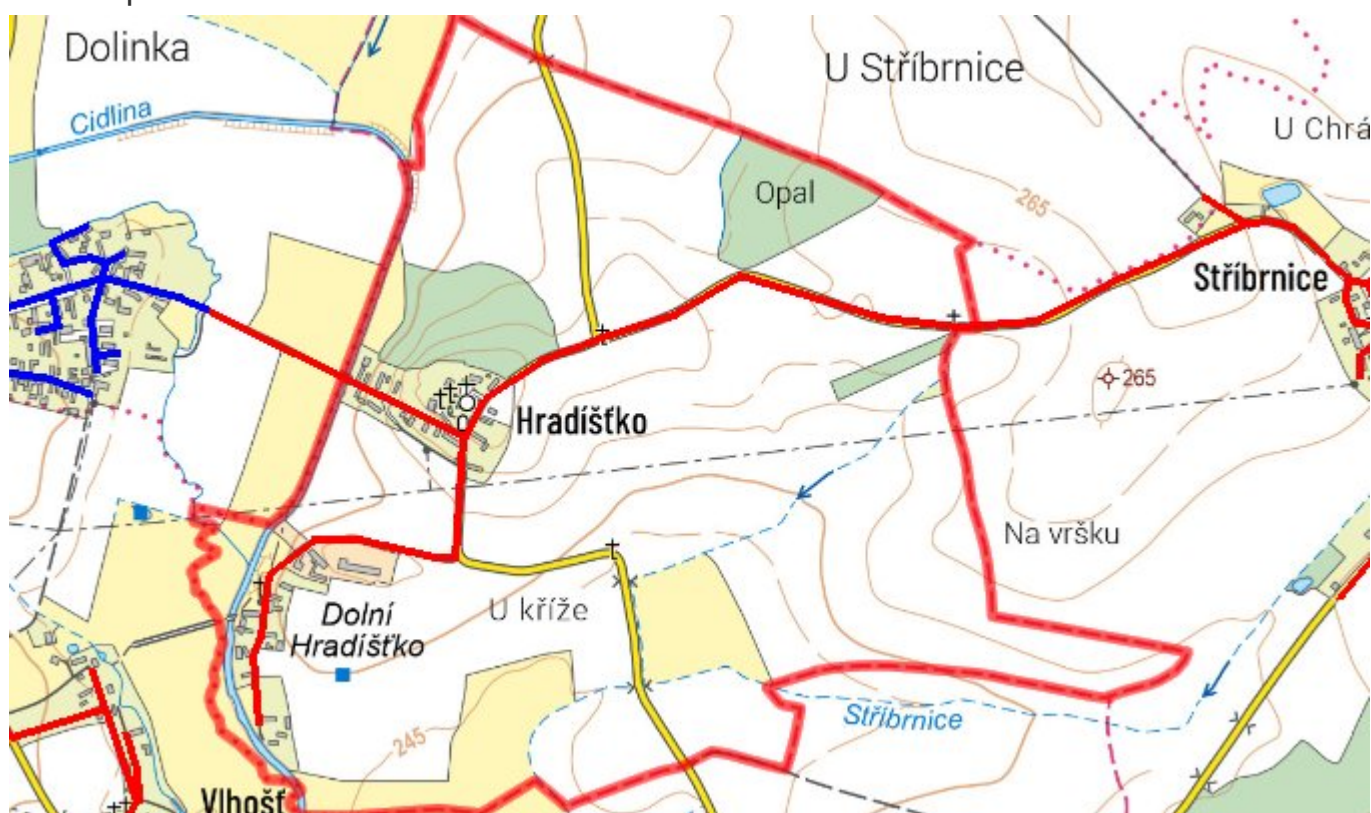 Dolinka
U Stříbrnice
Cidlina
U Chrá
Opal
265
Stříbrnice
265
Hradíšťko
Na vršku
U kříže
Dolní
Hradíšťko
Stříbrnice
245
Vlhošť